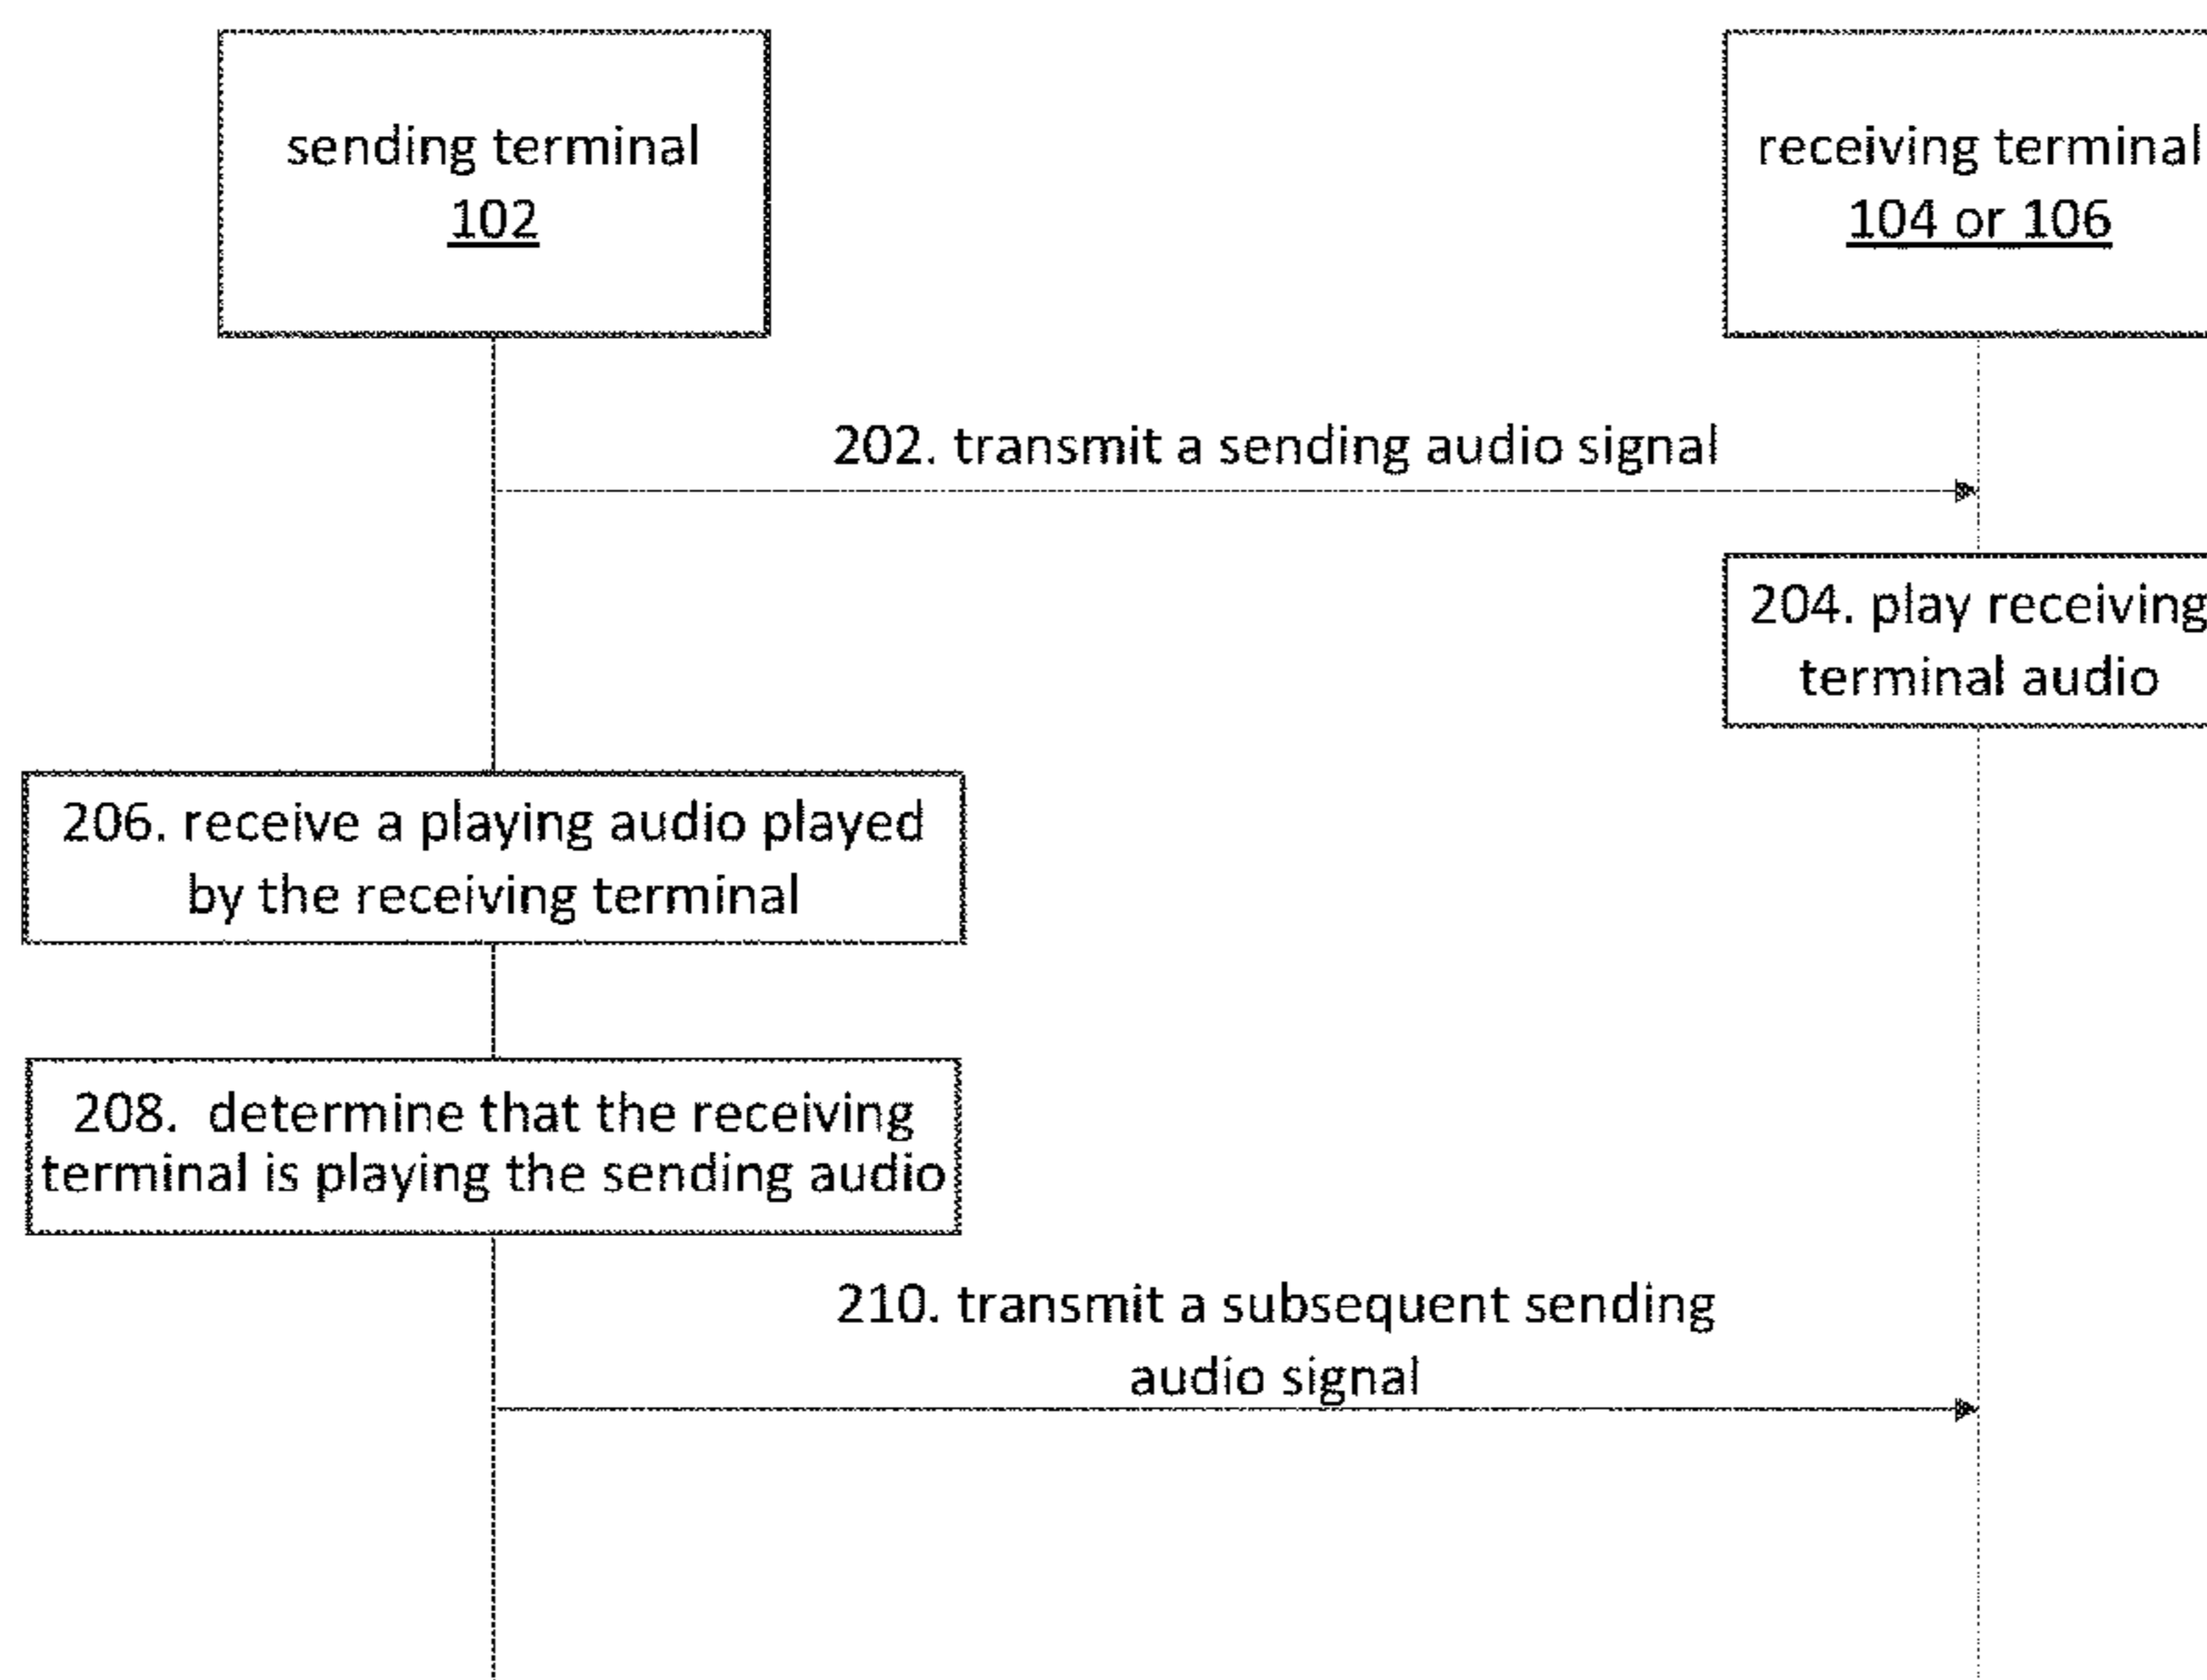 sending terminal
102
receiving terminal
104 or 106
202. transmit a sending audio signal
204. play receiving
terminal audio
206. receive a playing audio played
by the receiving terminal
208. determine that the receiving
terminal is playing the sending audio
210. transmit a subsequent sending
audio signal